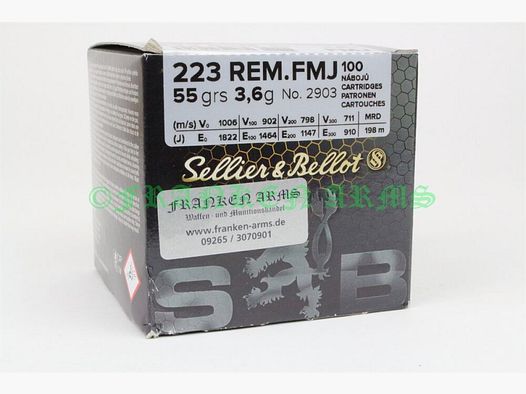 223 REM.FMJ 100
NÁBOJŮ
CARTRIDGES
PATRONEN
CARTOUCHES
55 grs 3,6g No. 2903
(m/s) V0 1006 V100 902 V200 798 V300 711 MRD
(J) E0 1822 E100 1464 E200 1147 E300 910 198 m
Sellier & Bellot S
©FRANKEN ARMS
FRANKEN ARMS
Waffen - und Munitionshandel
www.franken-arms.de
09265 / 3070901
S&B